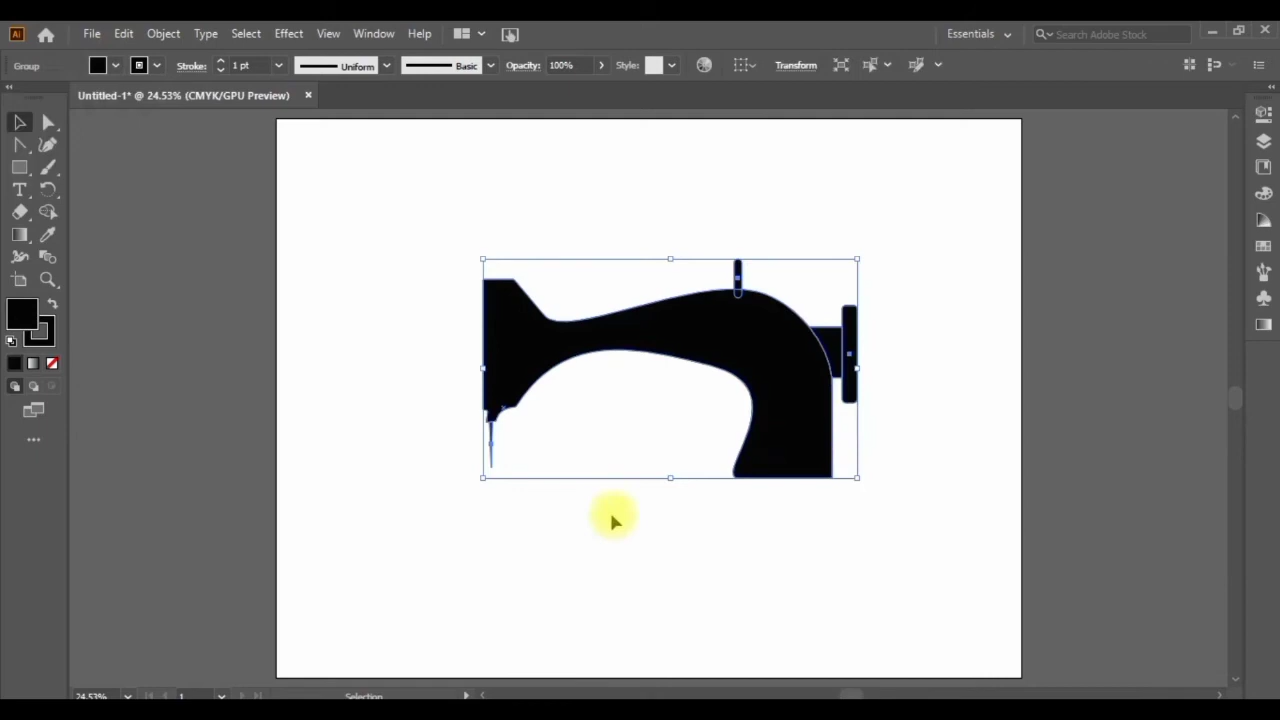 Ai File Edit Object Type Select Effect View Window Help Essentials Search Adobe Stock
Group Stroke: 1 pt Uniform Basic Opacity: 100% Style: Transform
Untitled-1* @ 24.53% (CMYK/GPU Preview) ×
24.53% 1 Selection